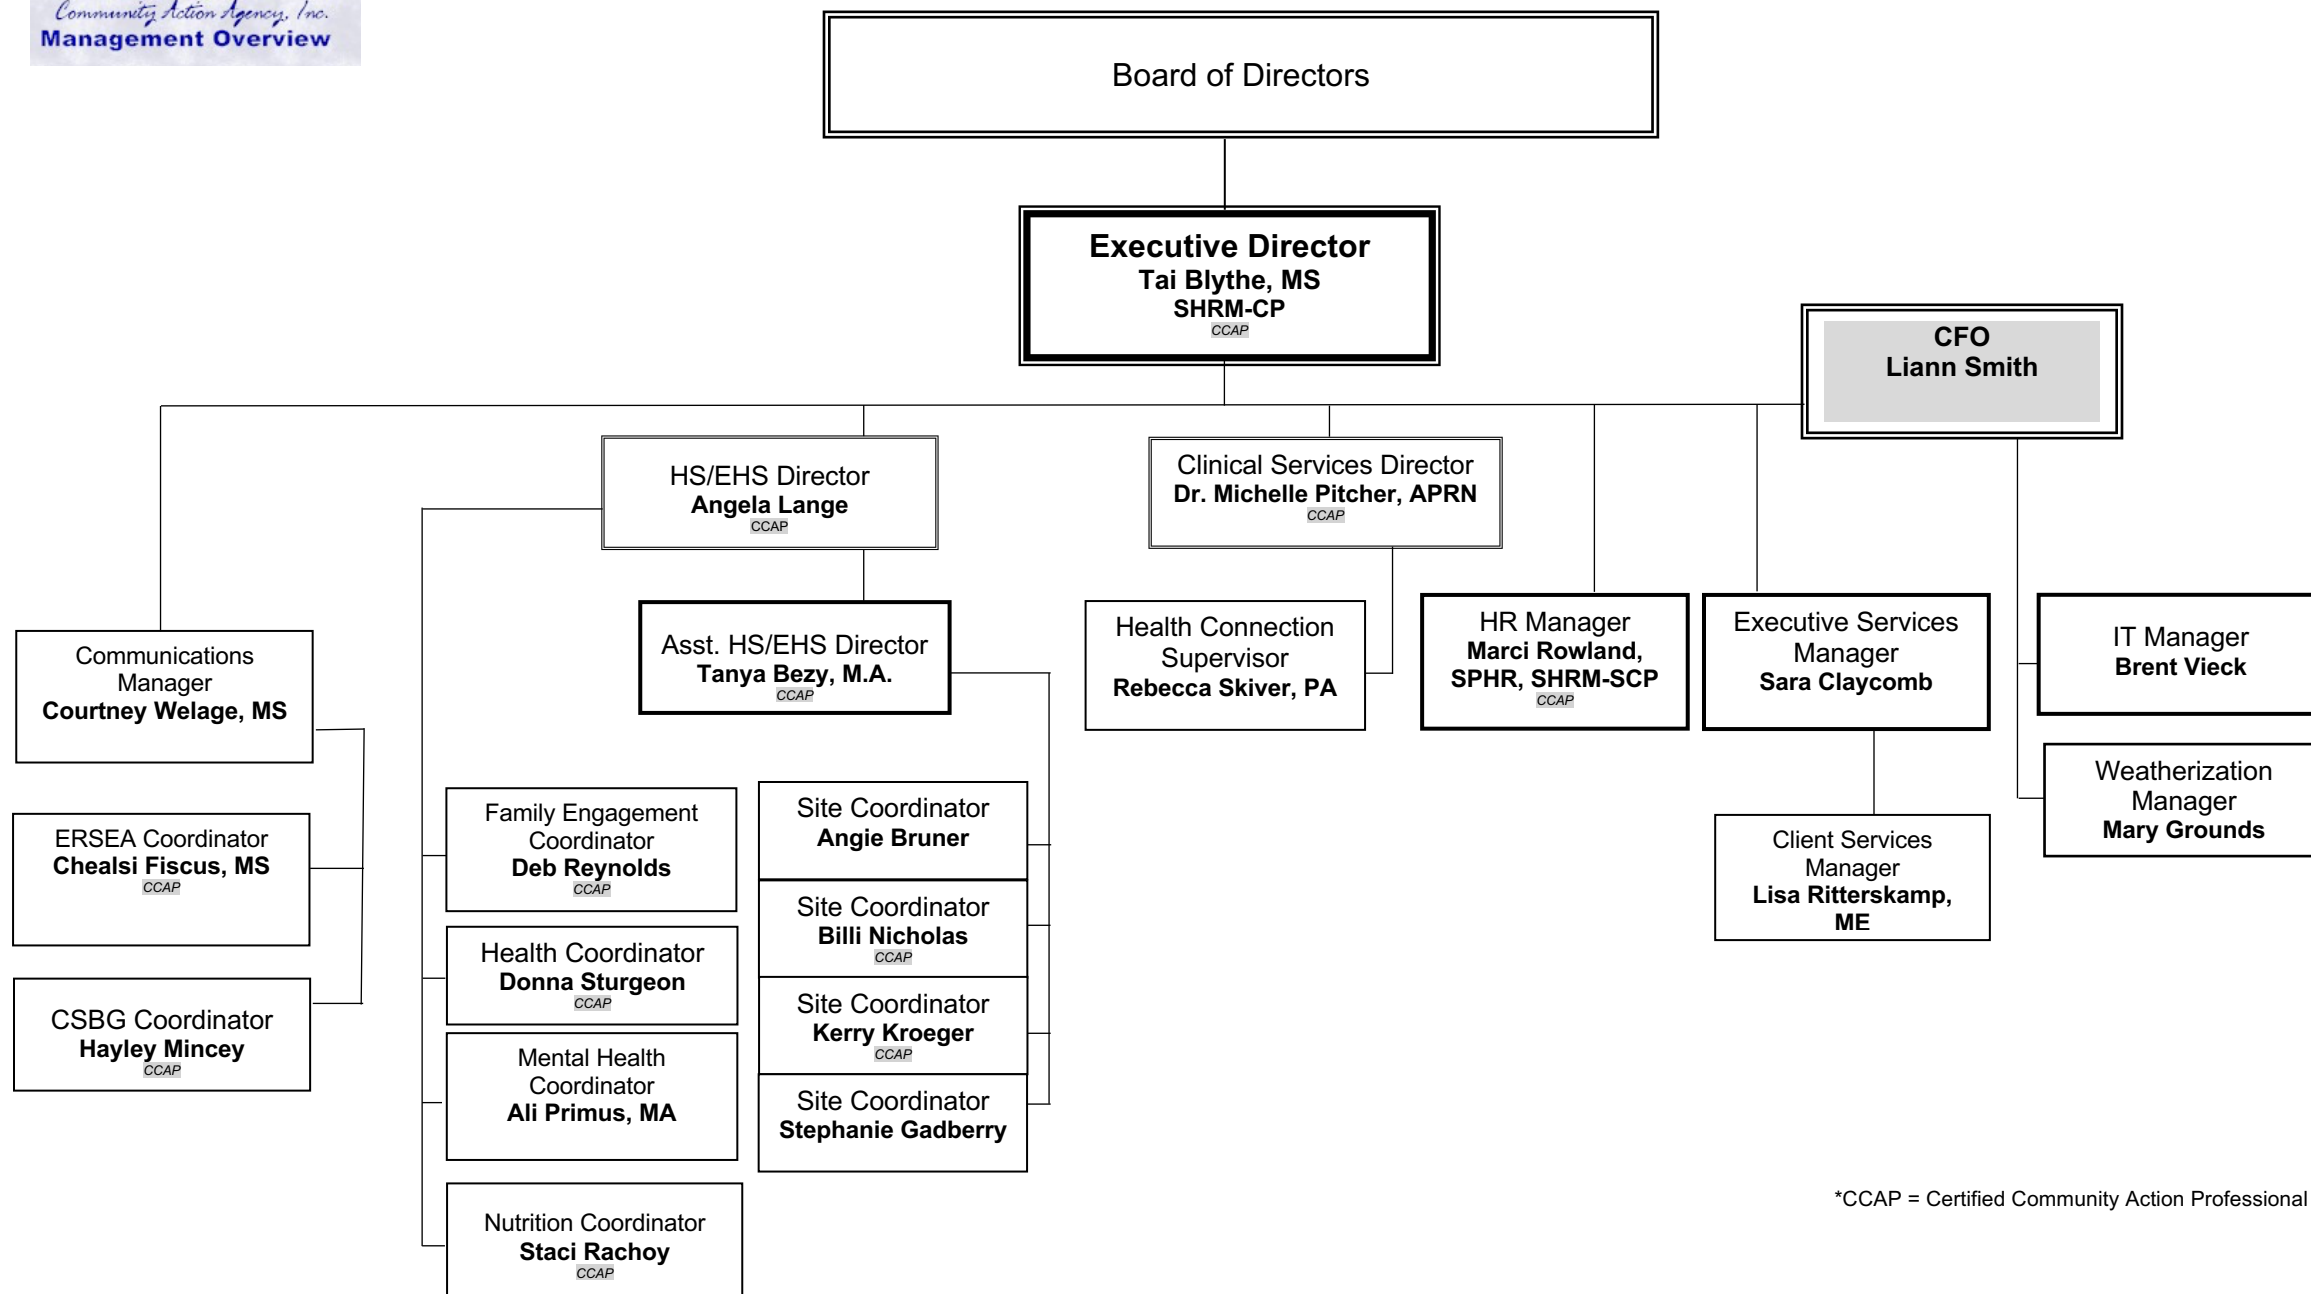 Community Action Agency, Inc.
Management Overview
Board of Directors
Executive Director
Tai Blythe, MS
SHRM-CP
CCAP
CFO
Liann Smith
HS/EHS Director
Angela Lange
CCAP
Clinical Services Director
Dr. Michelle Pitcher, APRN
CCAP
Communications
Manager
Courtney Welage, MS
Asst. HS/EHS Director
Tanya Bezy, M.A.
CCAP
Health Connection
Supervisor
Rebecca Skiver, PA
HR Manager
Marci Rowland,
SPHR, SHRM-SCP
CCAP
Executive Services
Manager
Sara Claycomb
IT Manager
Brent Vieck
Weatherization
Manager
Mary Grounds
ERSEA Coordinator
Chealsi Fiscus, MS
CCAP
Family Engagement
Coordinator
Deb Reynolds
CCAP
Site Coordinator
Angie Bruner
Client Services
Manager
Lisa Ritterskamp,
ME
Health Coordinator
Donna Sturgeon
CCAP
Site Coordinator
Billi Nicholas
CCAP
CSBG Coordinator
Hayley Mincey
CCAP
Mental Health
Coordinator
Ali Primus, MA
Site Coordinator
Kerry Kroeger
CCAP
Site Coordinator
Stephanie Gadberry
Nutrition Coordinator
Staci Rachoy
CCAP
*CCAP = Certified Community Action Professional